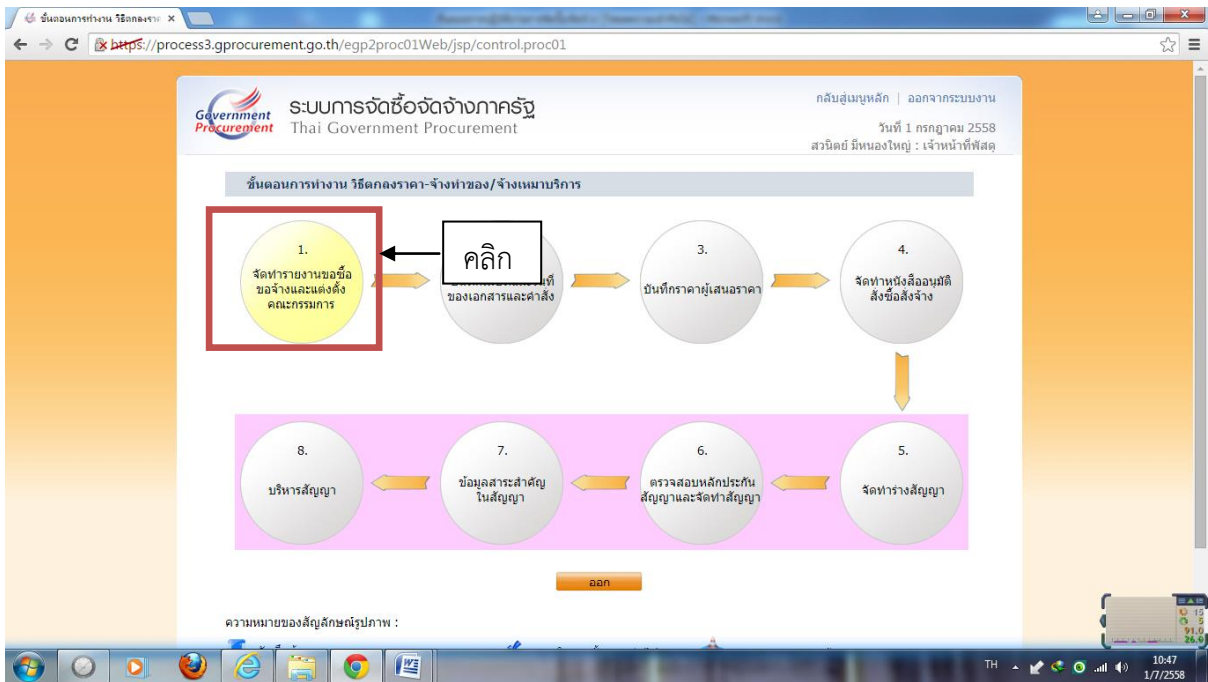 ขั้นตอนการทำงาน วิธีตกลงราค
https://process3.gprocurement.go.th/egp2proc01Web/jsp/control.proc01
Government
Procurement
ระบบการจัดซื้อจัดจ้างภาครัฐ
Thai Government Procurement
กลับสู่เมนูหลัก | ออกจากระบบงาน
วันที่ 1 กรกฎาคม 2558
สวนิตย์ มีหนองใหญ่ : เจ้าหน้าที่พัสดุ
ขั้นตอนการทำงาน วิธีตกลงราคา-จ้างทำของ/จ้างเหมาบริการ
1.
จัดทำรายงานขอซื้อ
ขอจ้างและแต่งตั้ง
คณะกรรมการ
คลิก
ของเอกสารและคำสั่ง
3.
บันทึกราคาผู้เสนอราคา
4.
จัดทำหนังสืออนุมัติ
สั่งซื้อสั่งจ้าง
8.
บริหารสัญญา
7.
ข้อมูลสาระสำคัญ
ในสัญญา
6.
ตรวจสอบหลักประกัน
สัญญาและจัดทำสัญญา
5.
จัดทำร่างสัญญา
ออก
ความหมายของสัญลักษณ์รูปภาพ :
15
5
91.0
26.9
TH
10:47
1/7/2558